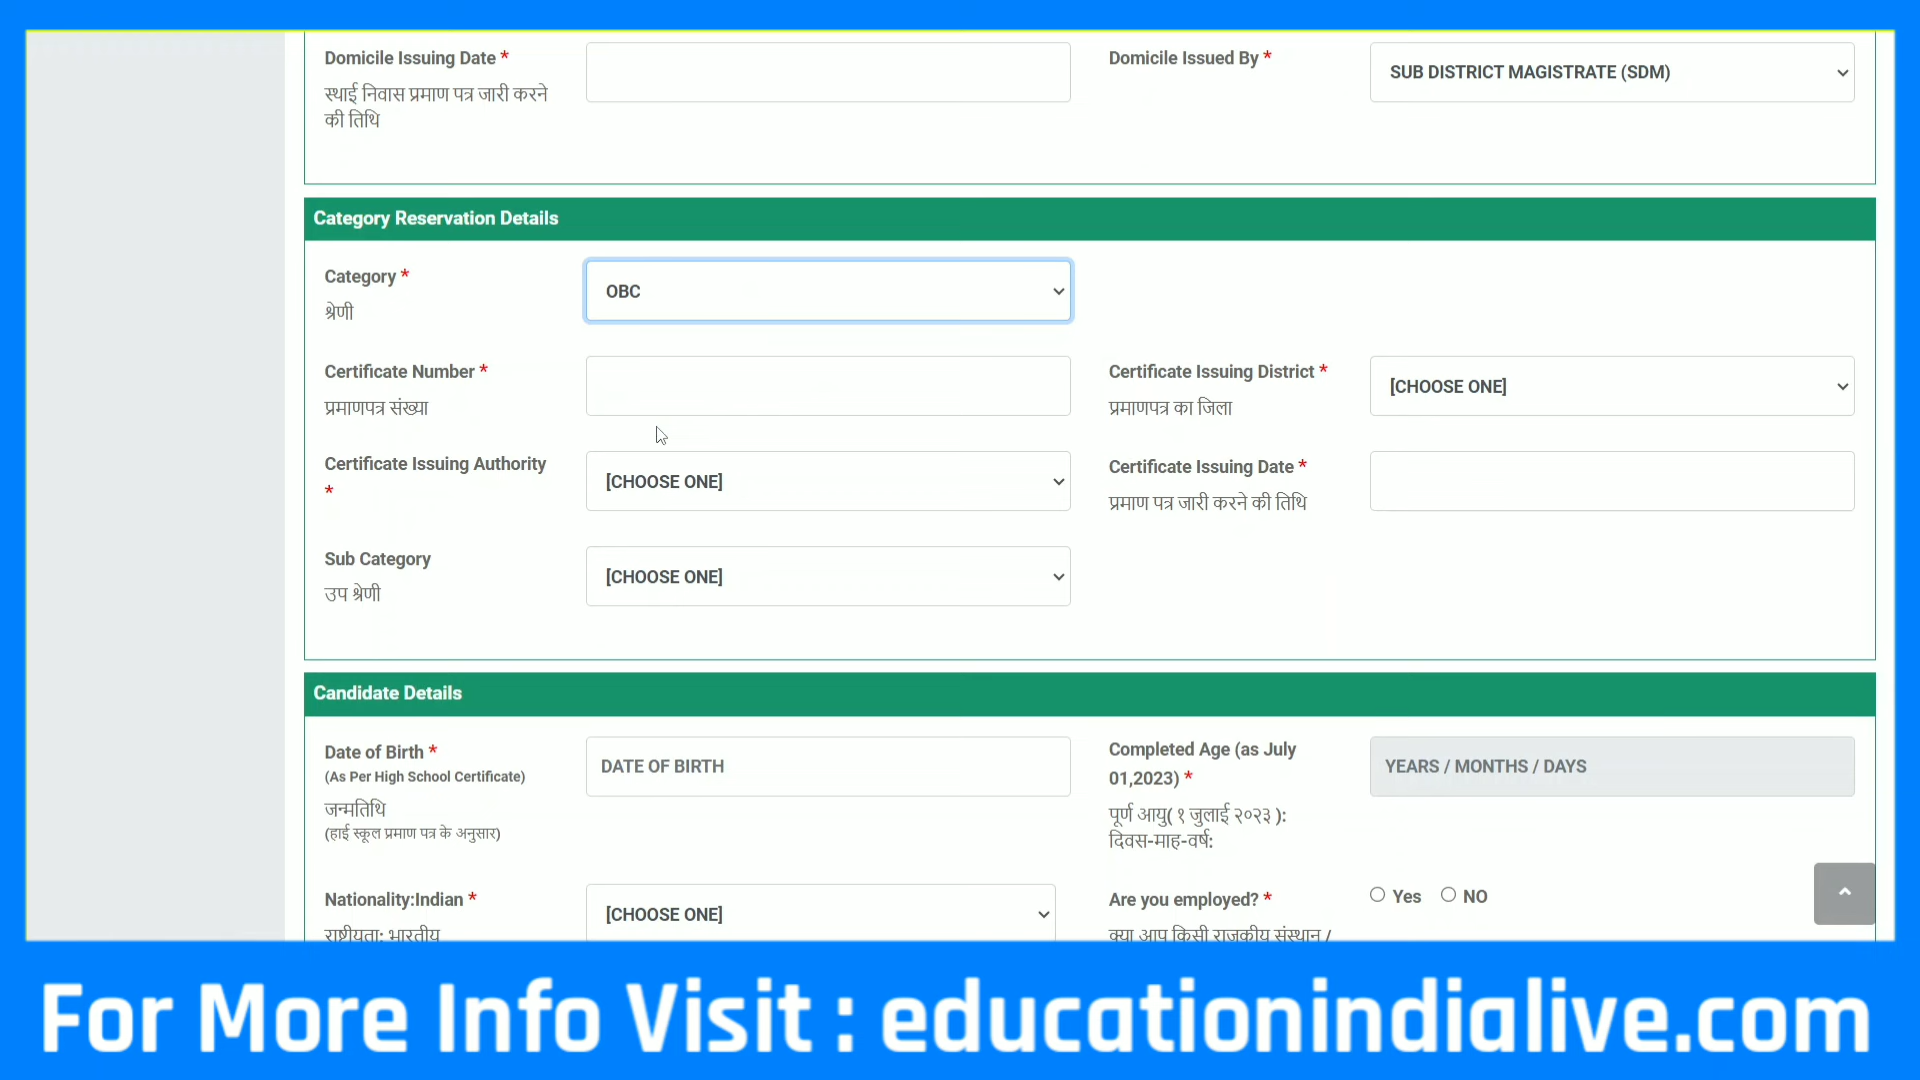 Domicile Issuing Date *
स्थाई निवास प्रमाण पत्र जारी करने
की तिथि
Domicile Issued By *
SUB DISTRICT MAGISTRATE (SDM)
Category Reservation Details
Category *
श्रेणी
OBC
Certificate Number *
प्रमाणपत्र संख्या
Certificate Issuing District *
प्रमाणपत्र का जिला
[CHOOSE ONE]
Certificate Issuing Authority
*
[CHOOSE ONE]
Certificate Issuing Date *
प्रमाण पत्र जारी करने की तिथि
Sub Category
उप श्रेणी
[CHOOSE ONE]
Candidate Details
Date of Birth *
(As Per High School Certificate)
जन्मतिथि
(हाई स्कूल प्रमाण पत्र के अनुसार)
DATE OF BIRTH
Completed Age (as July
01,2023) *
पूर्ण आयु( १ जुलाई २०२३ ):
दिवस-माह-वर्ष:
YEARS / MONTHS / DAYS
Nationality:Indian *
राष्ट्रीयता: भारतीय
[CHOOSE ONE]
Are you employed? *
क्या आप किसी राजकीय संस्थान /
Yes
NO
For More Info Visit : educationindialive.com